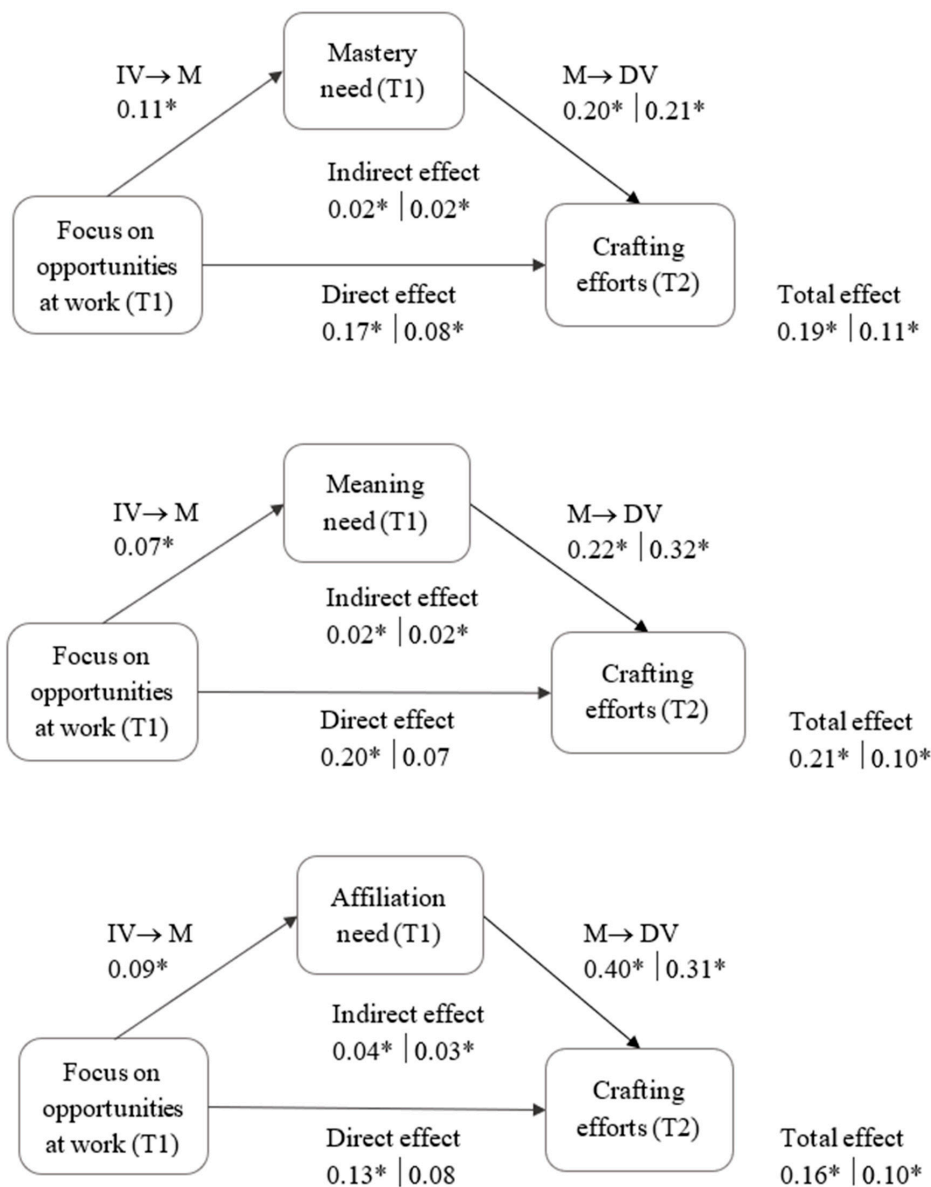 Mastery
need (T1)
IV→ M
0.11*
M→ DV
0.20* | 0.21*
Indirect effect
0.02* | 0.02*
Focus on
opportunities
at work (T1)
Crafting
efforts (T2)
Direct effect
0.17* | 0.08*
Total effect
0.19* | 0.11*
Meaning
need (T1)
IV→ M
0.07*
M→ DV
0.22* | 0.32*
Indirect effect
0.02* | 0.02*
Focus on
opportunities
at work (T1)
Crafting
efforts (T2)
Direct effect
0.20* | 0.07
Total effect
0.21* | 0.10*
Affiliation
need (T1)
IV→ M
0.09*
M→ DV
0.40* | 0.31*
Indirect effect
0.04* | 0.03*
Focus on
opportunities
at work (T1)
Crafting
efforts (T2)
Direct effect
0.13* | 0.08
Total effect
0.16* | 0.10*